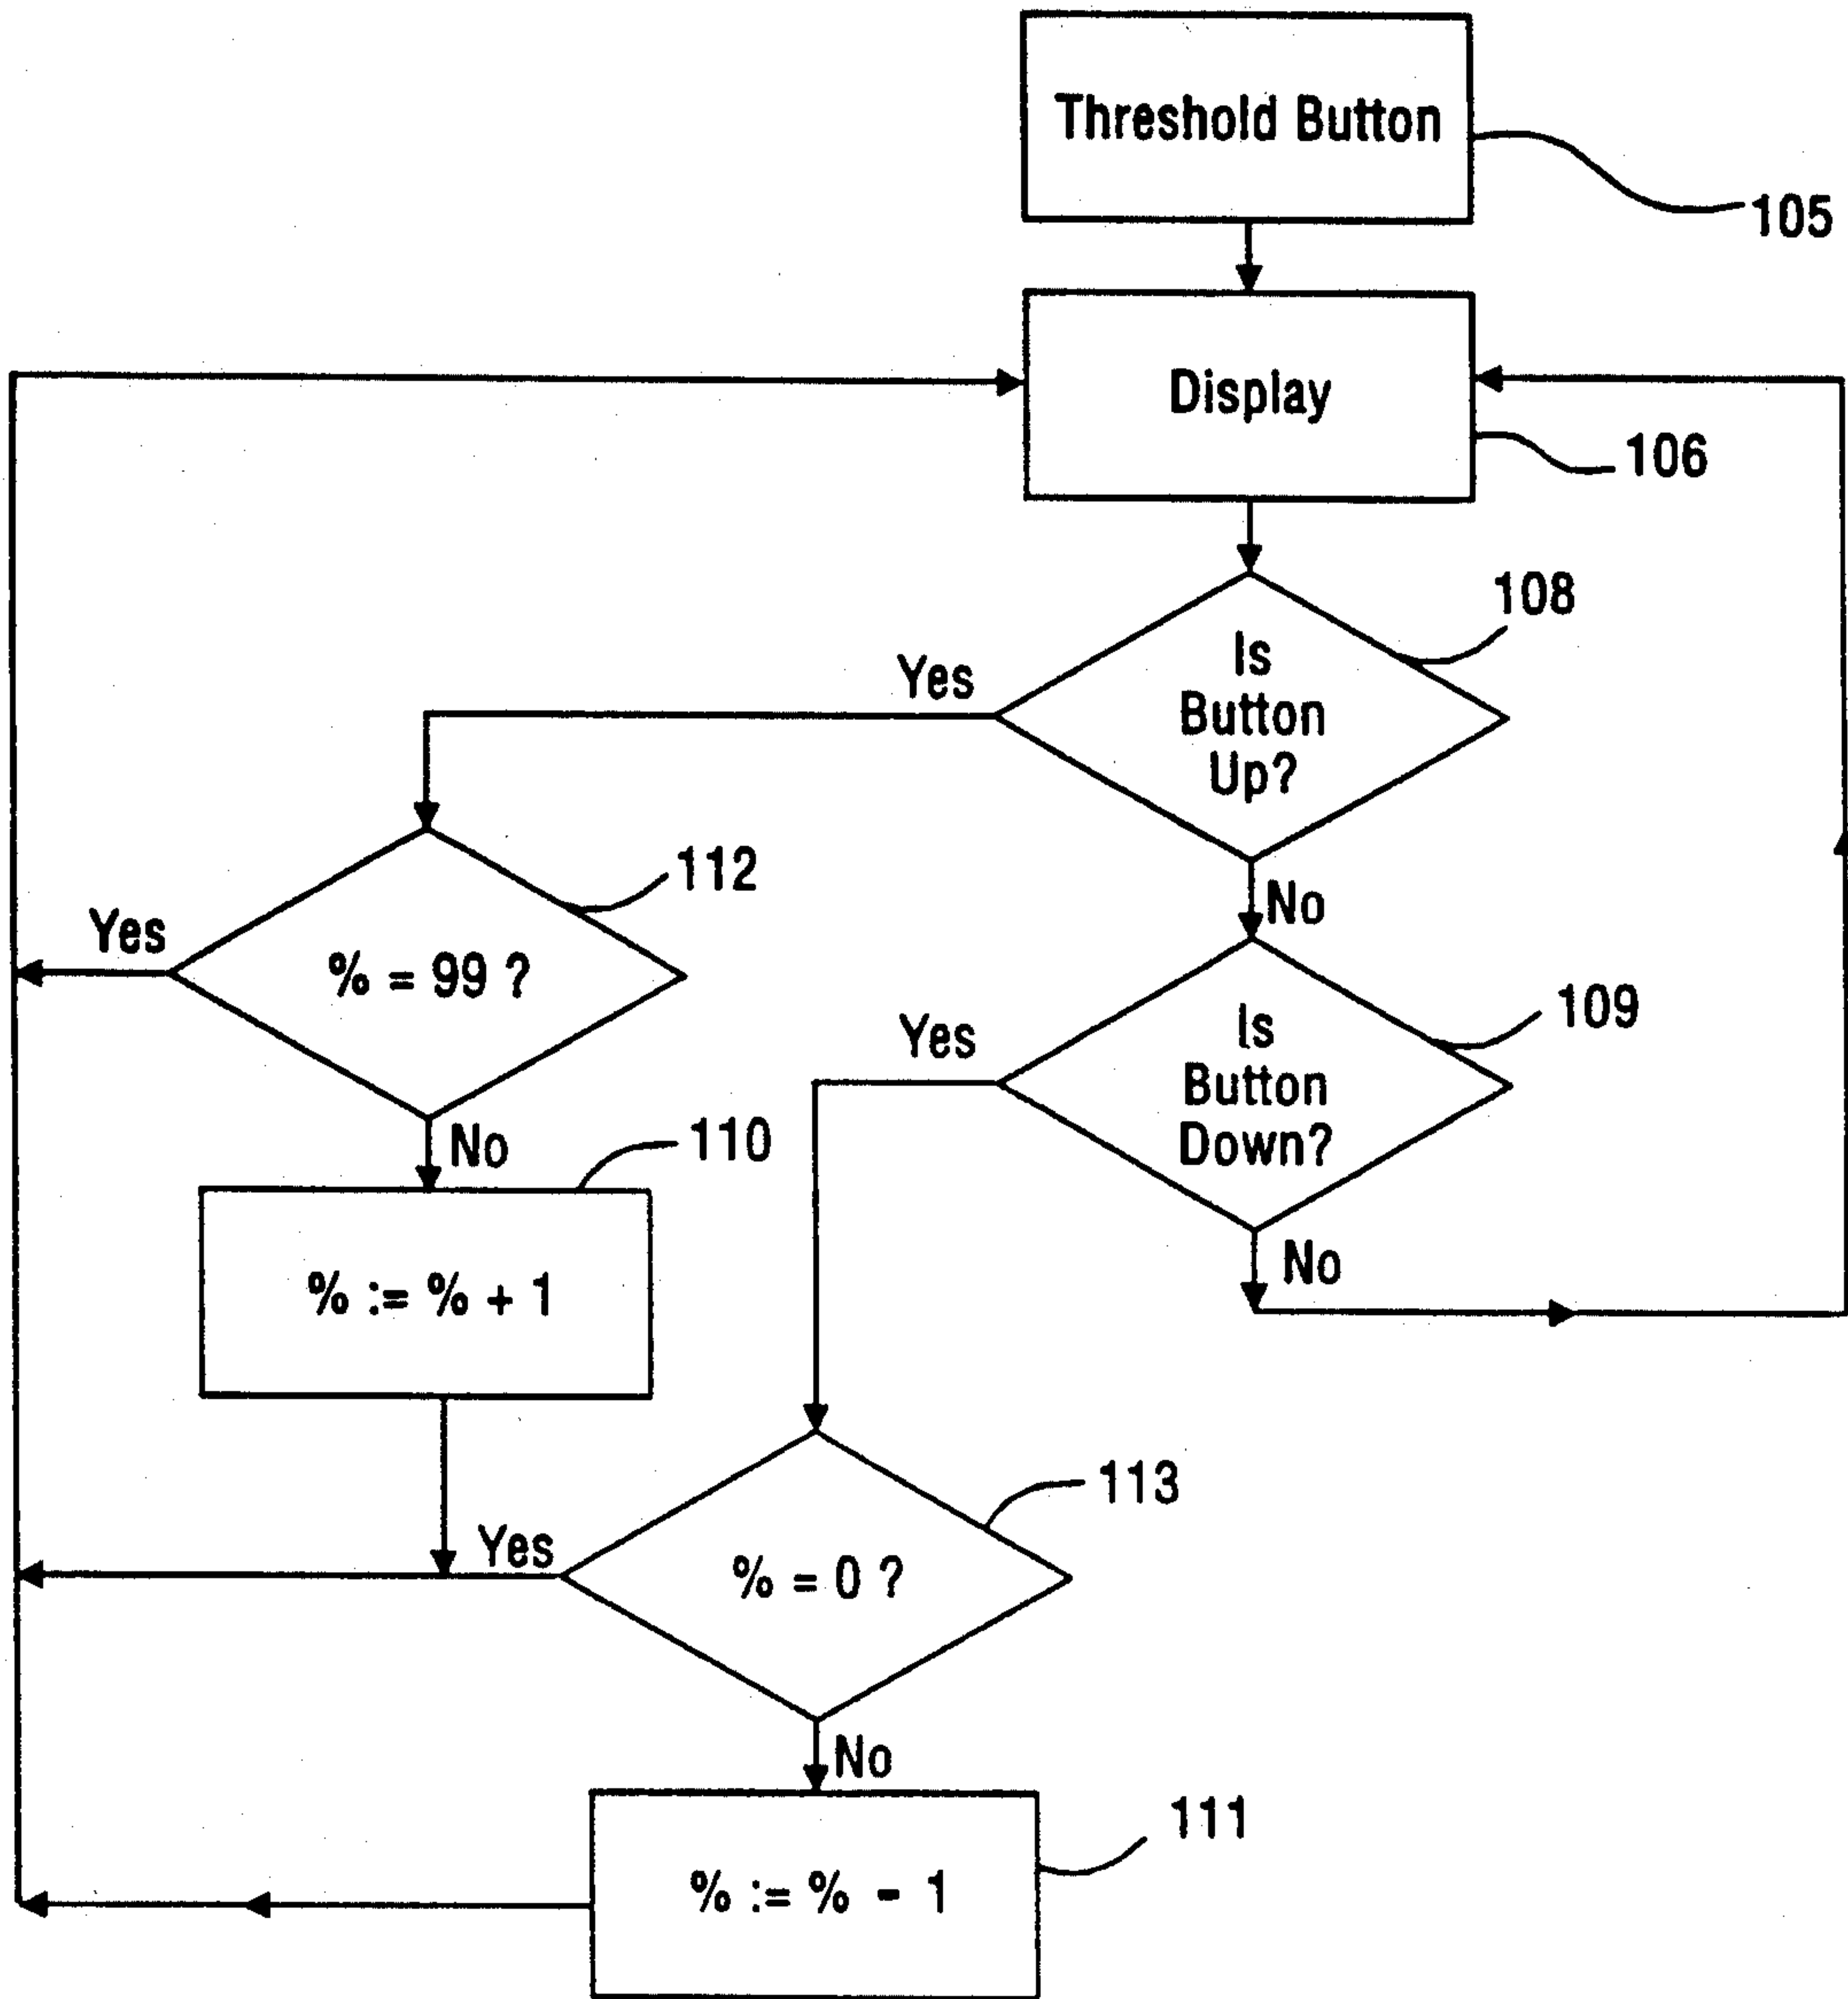 Threshold Button
105
Display
106
108
Is
Button
Up?
Yes
No
112
% = 99 ?
Yes
No
109
Is
Button
Down?
Yes
No
110
% := % + 1
113
% = 0 ?
Yes
No
111
% := % - 1